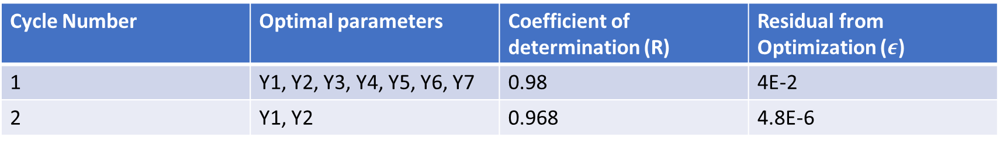 Cycle Number
Optimal parameters
Coefficient of
determination (R)
Residual from
Optimization (ϵ)
1
Y1, Y2, Y3, Y4, Y5, Y6, Y7
0.98
4E-2
2
Y1, Y2
0.968
4.8E-6